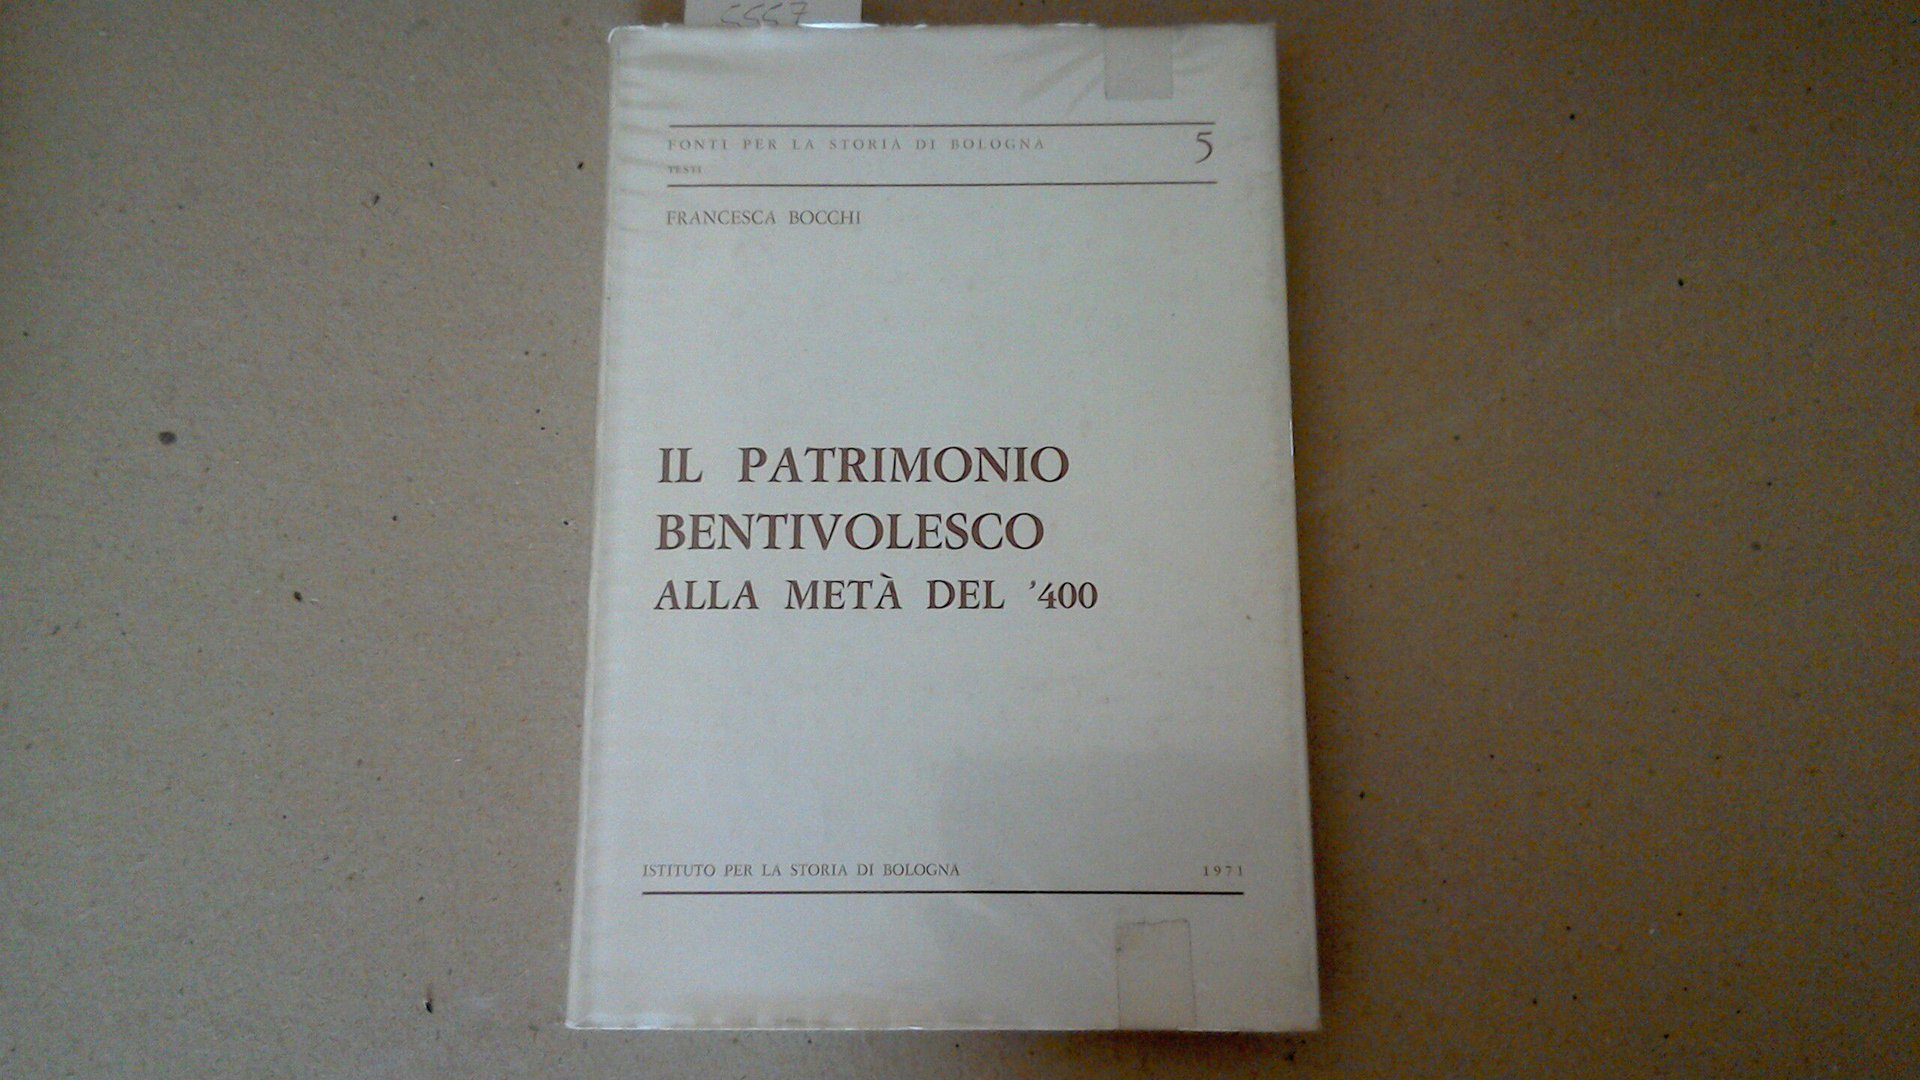 5557
FONTI PER LA STORIA DI BOLOGNA 5
TESTI
FRANCESCA BOCCHI
IL PATRIMONIO
BENTIVOLESCO
ALLA METÀ DEL '400
ISTITUTO PER LA STORIA DI BOLOGNA 1971